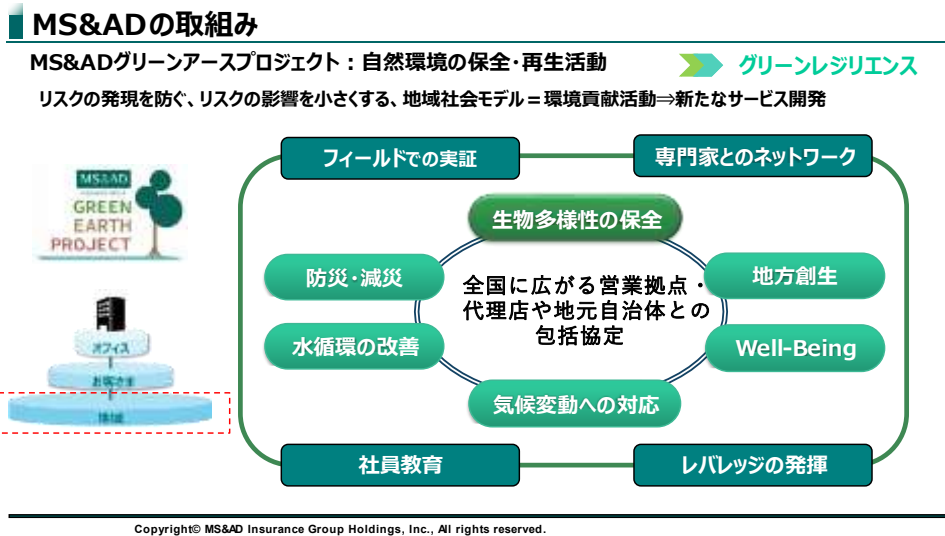 MS&ADの取組み
MS&ADグリーンアースプロジェクト：自然環境の保全・再生活動
グリーンレジリエンス
リスクの発現を防ぐ、リスクの影響を小さくする、地域社会モデル＝環境貢献活動⇒新たなサービス開発
フィールドでの実証
専門家とのネットワーク
MS&AD
GREEN
EARTH
PROJECT
生物多様性の保全
防災・減災
地方創生
全国に広がる営業拠点・
代理店や地元自治体との
包括協定
水循環の改善
Well-Being
気候変動への対応
オフィス
お客さま
地域
社員教育
レバレッジの発揮
Copyright© MS&AD Insurance Group Holdings, Inc., All rights reserved.